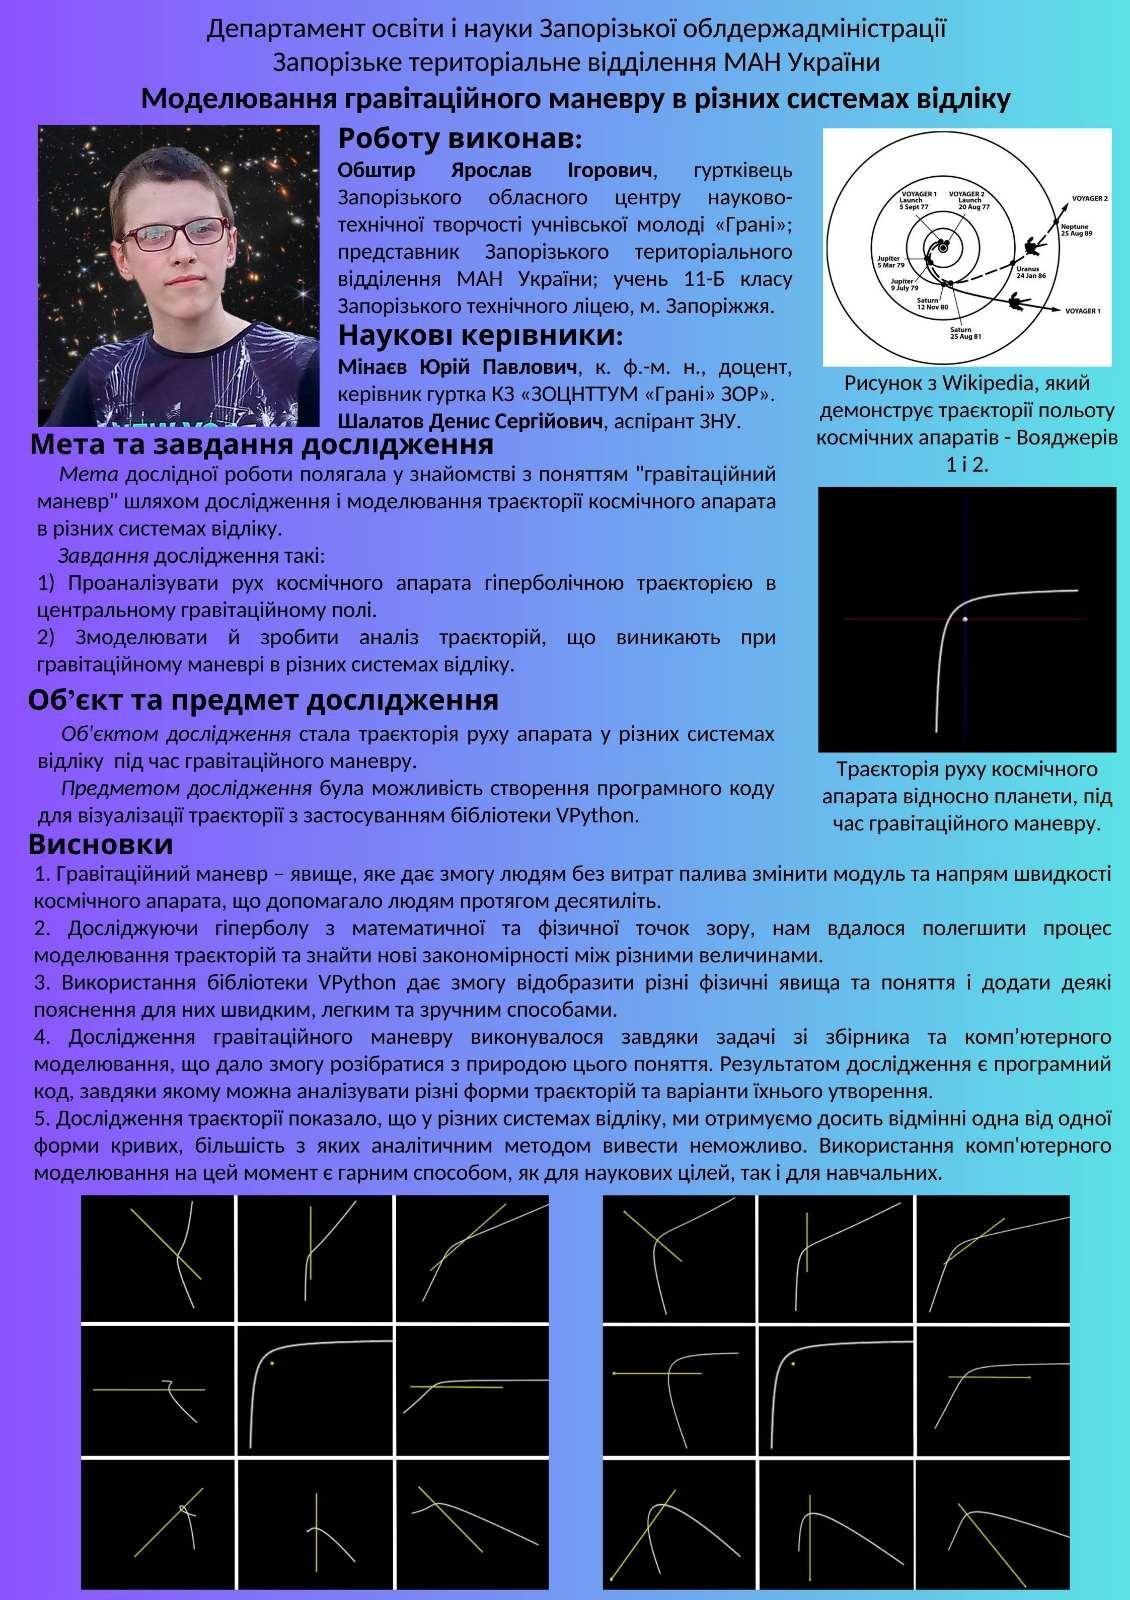 Департамент освіти і науки Запорізької облдержадміністрації
Запорізьке територіальне відділення МАН України
Моделювання гравітаційного маневру в різних системах відліку
Роботу виконав:
Обштир Ярослав Ігорович, гуртківець
Запорізького обласного центру науково-
технічної творчості учнівської молоді «Грані»;
представник Запорізького територіального
відділення МАН України; учень 11-Б класу
Запорізького технічного ліцею, м. Запоріжжя.
Наукові керівники:
Мінаєв Юрій Павлович, к. ф.-м. н., доцент,
керівник гуртка КЗ «ЗОЦНТТУМ «Грані» ЗОР».
Шалатов Денис Сергійович, аспірант ЗНУ.
VOYAGER 1
Launch
5 Sept 77
VOYAGER 2
Launch
20 Aug 77
VOYAGER 2
Neptune
25 Aug 89
Jupiter
5 Mar 79
Uranus
24 Jan 86
Jupiter
9 July 79
Saturn
12 Nov 80
VOYAGER 1
Saturn
25 Aug 81
Рисунок з Wikipedia, який
демонструє траєкторії польоту
космічних апаратів - Вояджерів
1 і 2.
Мета та завдання дослідження
Мета дослідної роботи полягала у знайомстві з поняттям "гравітаційний
маневр" шляхом дослідження і моделювання траєкторії космічного апарата
в різних системах відліку.
Завдання дослідження такі:
1) Проаналізувати рух космічного апарата гіперболічною траєкторією в
центральному гравітаційному полі.
2) Змоделювати й зробити аналіз траєкторій, що виникають при
гравітаційному маневрі в різних системах відліку.
Об’єкт та предмет дослідження
Об'єктом дослідження стала траєкторія руху апарата у різних системах
відліку під час гравітаційного маневру.
Предметом дослідження була можливість створення програмного коду
для візуалізації траєкторії з застосуванням бібліотеки VPython.
Траєкторія руху космічного
апарата відносно планети, під
час гравітаційного маневру.
Висновки
1. Гравітаційний маневр – явище, яке дає змогу людям без витрат палива змінити модуль та напрям швидкості
космічного апарата, що допомагало людям протягом десятиліть.
2. Досліджуючи гіперболу з математичної та фізичної точок зору, нам вдалося полегшити процес
моделювання траєкторій та знайти нові закономірності між різними величинами.
3. Використання бібліотеки VPython дає змогу відобразити різні фізичні явища та поняття і додати деякі
пояснення для них швидким, легким та зручним способами.
4. Дослідження гравітаційного маневру виконувалося завдяки задачі зі збірника та комп’ютерного
моделювання, що дало змогу розібратися з природою цього поняття. Результатом дослідження є програмний
код, завдяки якому можна аналізувати різні форми траєкторій та варіанти їхнього утворення.
5. Дослідження траєкторії показало, що у різних системах відліку, ми отримуємо досить відмінні одна від одної
форми кривих, більшість з яких аналітичним методом вивести неможливо. Використання комп'ютерного
моделювання на цей момент є гарним способом, як для наукових цілей, так і для навчальних.